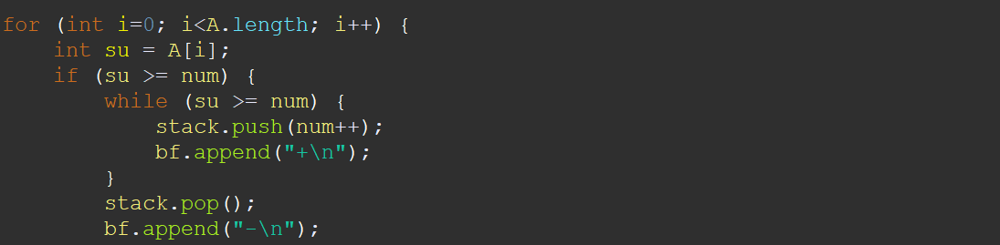 for (int i=0; i<A.length; i++) {
    int su = A[i];
    if (su >= num) {
        while (su >= num) {
            stack.push(num++);
            bf.append("+\n");
        }
        stack.pop();
        bf.append("-\n");